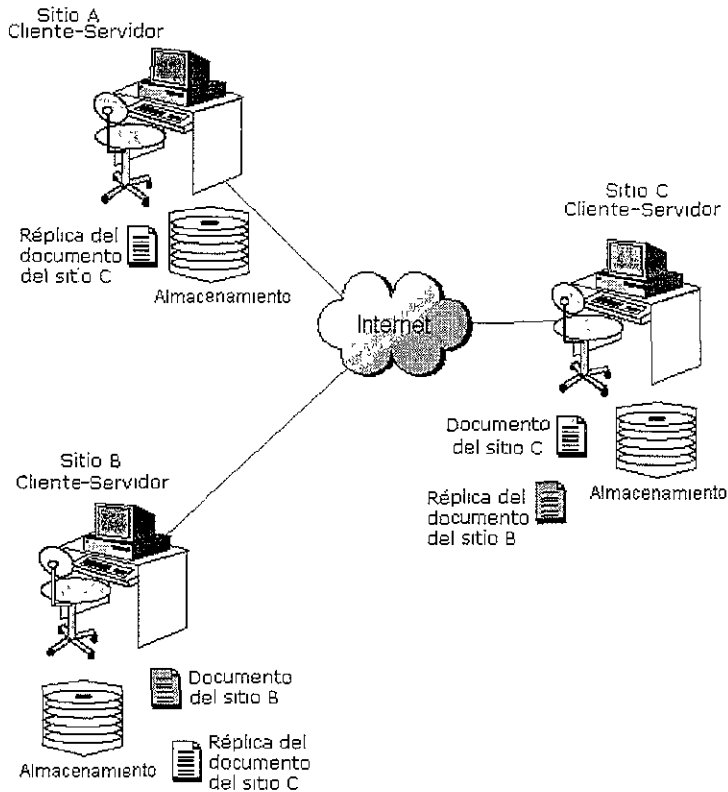 Sitio A
Cliente-Servidor
Réplica del
documento
del sitio C
Almacenamiento
Internet
Sitio C
Cliente-Servidor
Documento
del sitio C
Réplica del
documento
del sitio B
Almacenamiento
Sitio B
Cliente-Servidor
Documento
del sitio B
Almacenamiento
Réplica del
documento
del sitio C